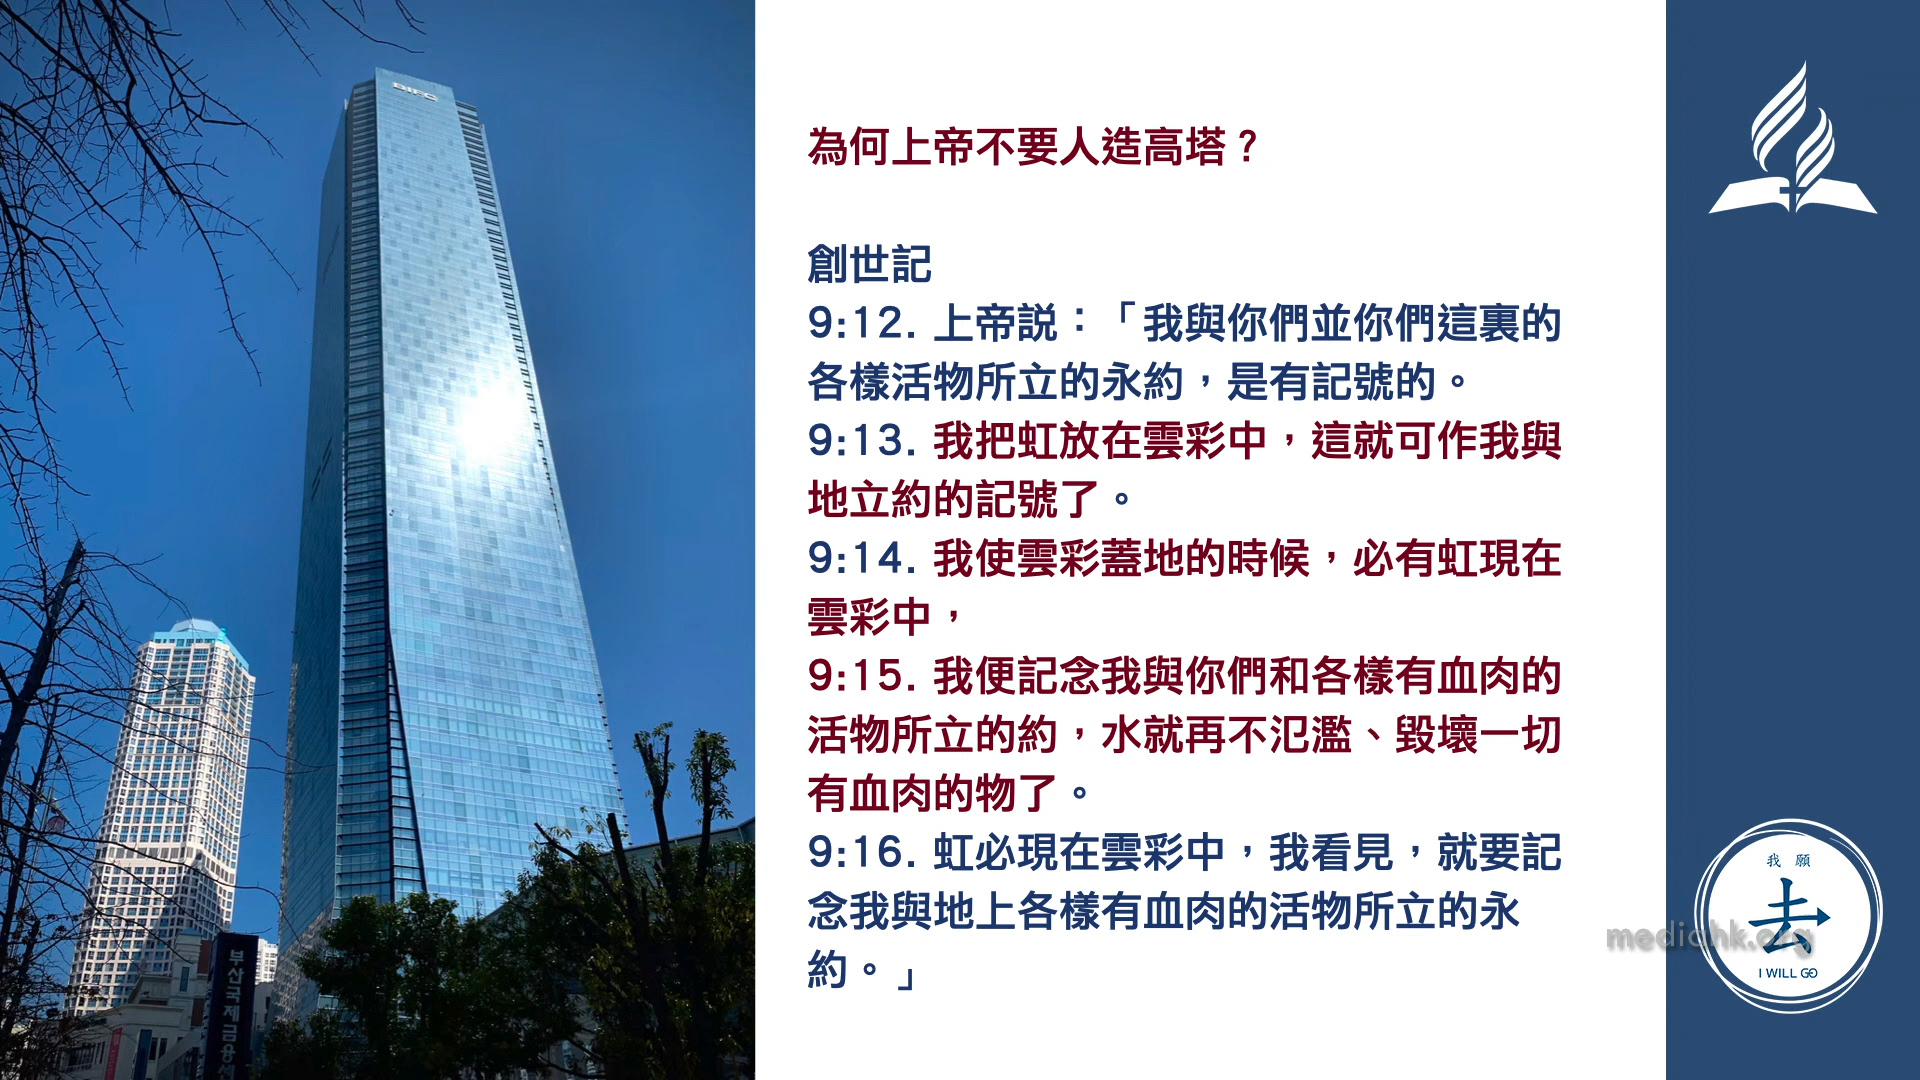 BIFC
부산국제금융
為何上帝不要人造高塔？
創世記
9:12. 上帝説：「我與你們並你們這裏的
各樣活物所立的永約，是有記號的。
9:13. 我把虹放在雲彩中，這就可作我與
地立約的記號了。
9:14. 我使雲彩蓋地的時候，必有虹現在
雲彩中，
9:15. 我便記念我與你們和各樣有血肉的
活物所立的約，水就再不氾濫、毀壞一切
有血肉的物了。
9:16. 虹必現在雲彩中，我看見，就要記
念我與地上各樣有血肉的活物所立的永
約。」
我 願
去
I WILL GO
mediahk.org